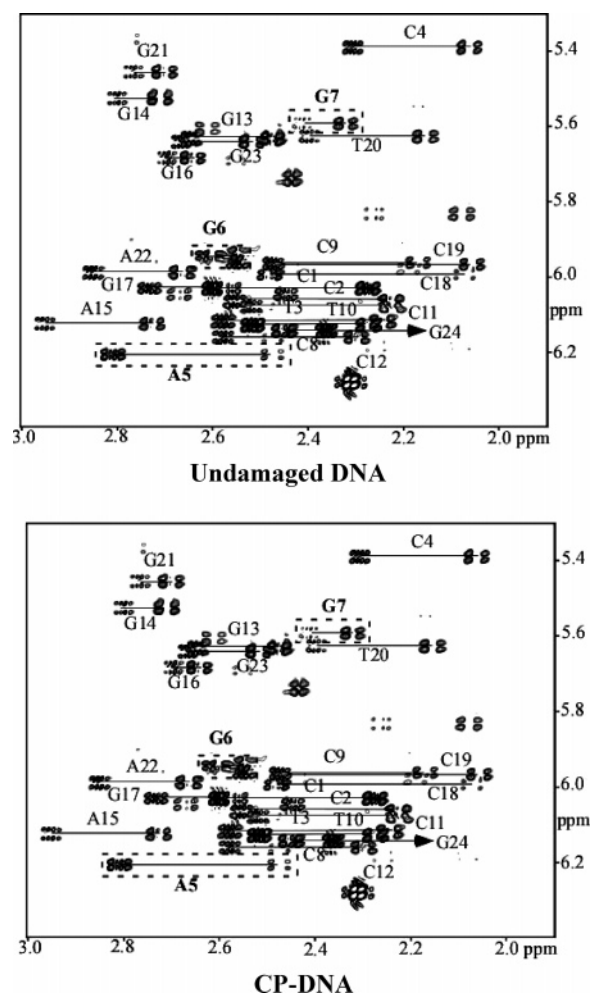 G21
C4
5.4
G14
G7
G13
5.6
G23
T20
G16
5.8
G6
C9
C19
A22
C1
6.0
C18
G17
C2
T3
T10
C11
ppm
A15
G24
C8
6.2
C12
A5
3.0 2.8 2.6 2.4 2.2 2.0 ppm
Undamaged DNA
G21
C4
5.4
G14
G7
G13
5.6
G23
T20
G16
5.8
G6
C9
C19
A22
C1
6.0
C18
G17
C2
T3
T10
C11
ppm
A15
G24
C8
6.2
C12
A5
3.0 2.8 2.6 2.4 2.2 2.0 ppm
CP-DNA